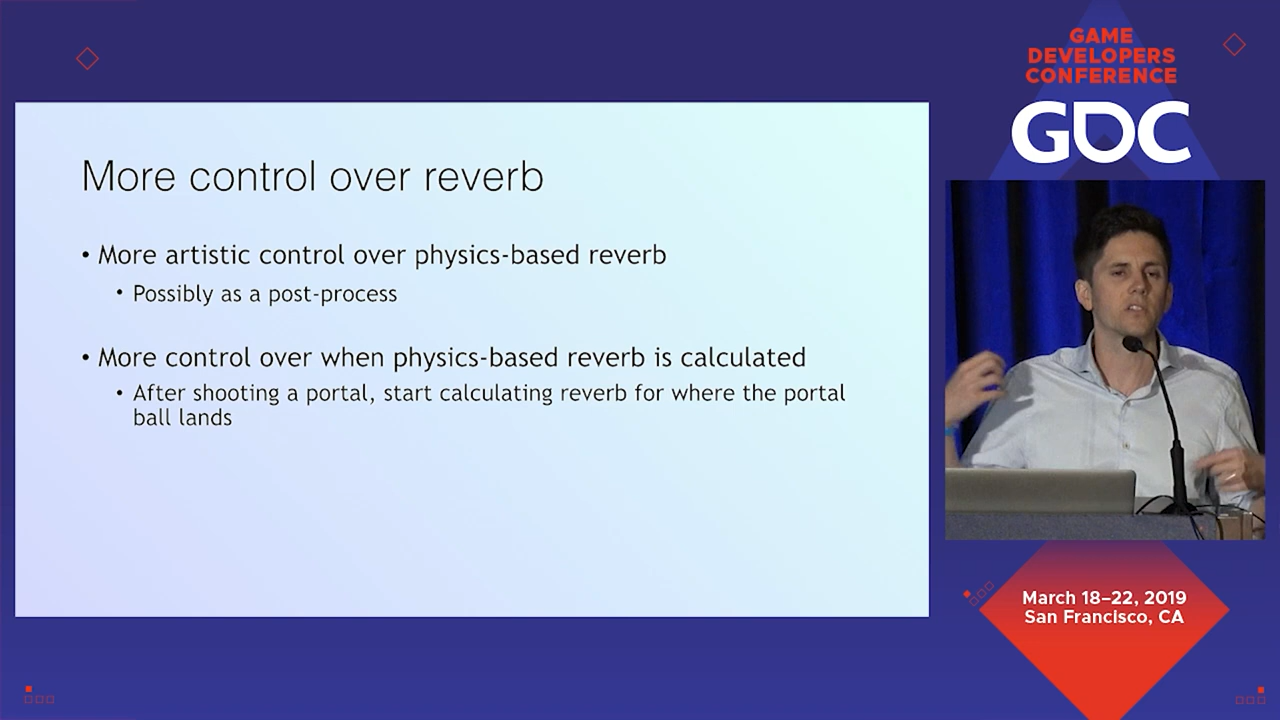 GAME
DEVELOPERS
CONFERENCE
GDC
More control over reverb
• More artistic control over physics-based reverb
• Possibly as a post-process
• More control over when physics-based reverb is calculated
• After shooting a portal, start calculating reverb for where the portal
ball lands
March 18–22, 2019
San Francisco, CA